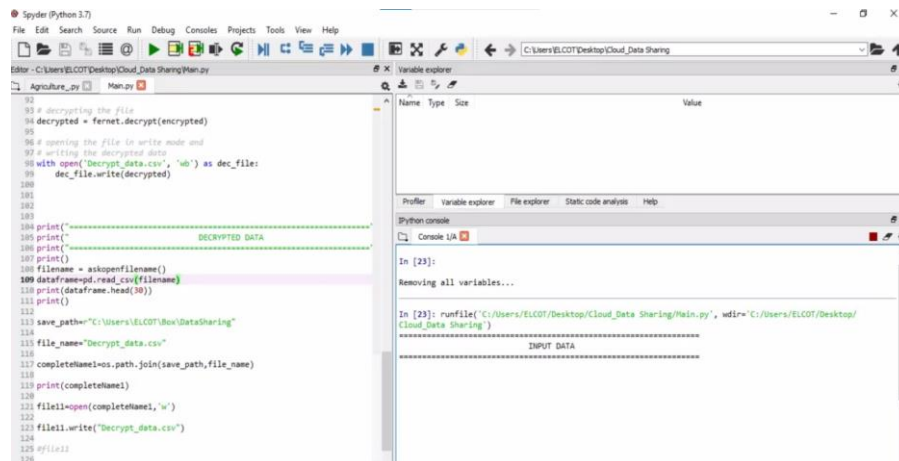 Spyder (Python 3.7)
File Edit Search Source Run Debug Consoles Projects Tools View Help
C:\Users\ELCOT\Desktop\Cloud_Data Sharing
Editor - C:\Users\ELCOT\Desktop\Cloud_Data Sharing\Main.py
Agriculture_.py Main.py
92
93 # decrypting the file
94 decrypted = fernet.decrypt(encrypted)
95
96 # opening the file in write mode and
97 # writing the decrypted data
98 with open('Decrypt_data.csv', 'wb') as dec_file:
99 dec_file.write(decrypted)
100
101
102
103
104 print("==================================================================="
105 print(" DECRYPTED DATA
106 print("==================================================================="
107 print()
108 filename = askopenfilename()
109 dataframe=pd.read_csv(filename)
110 print(dataframe.head(30))
111 print()
112
113 save_path=r"C:\Users\ELCOT\Box\DataSharing"
114
115 file_name="Decrypt_data.csv"
116
117 completeName1=os.path.join(save_path,file_name)
118
119 print(completeName1)
120
121 file11=open(completeName1,'w')
122
123 file11.write("Decrypt_data.csv")
124
125 #file11
126
Variable explorer
Name Type Size Value
Profiler Variable explorer File explorer Static code analysis Help
IPython console
Console 1/A
In [23]:
Removing all variables...
In [23]: runfile('C:/Users/ELCOT/Desktop/Cloud_Data Sharing/Main.py', wdir='C:/Users/ELCOT/Desktop/
Cloud_Data Sharing')
===================================================================
INPUT DATA
===================================================================